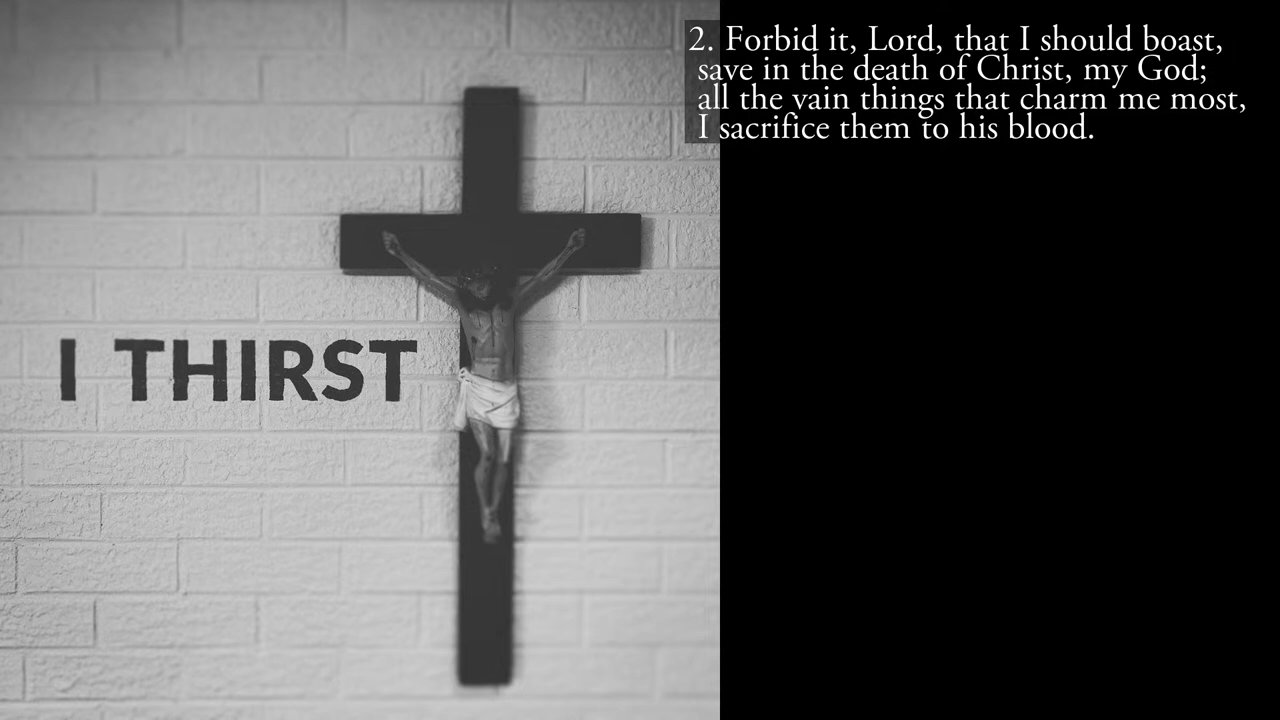 I THIRST
2. Forbid it, Lord, that I should boast,
save in the death of Christ, my God;
all the vain things that charm me most,
I sacrifice them to his blood.